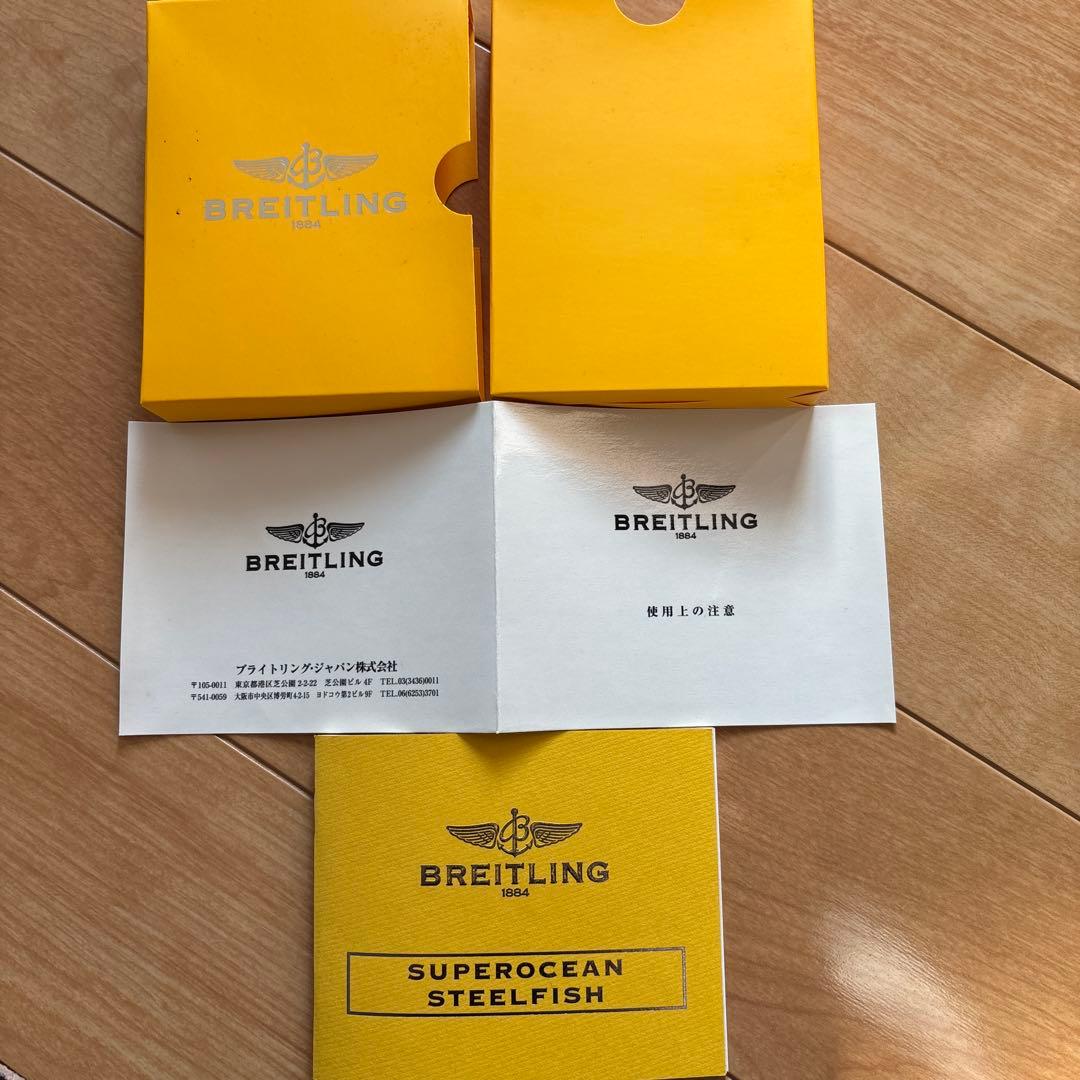 BREITLING
1884
BREITLING
1884
ブライトリング・ジャパン株式会社
〒105-0011 東京都港区芝公園2-2-22 芝公園ビル4F TEL.03(3436)0011
〒541-0059 大阪市中央区博労町4-2-15 ヨドコウ第2ビル9F TEL.06(6253)3701
BREITLING
1884
使用上の注意
BREITLING
1884
SUPEROCEAN
STEELFISH